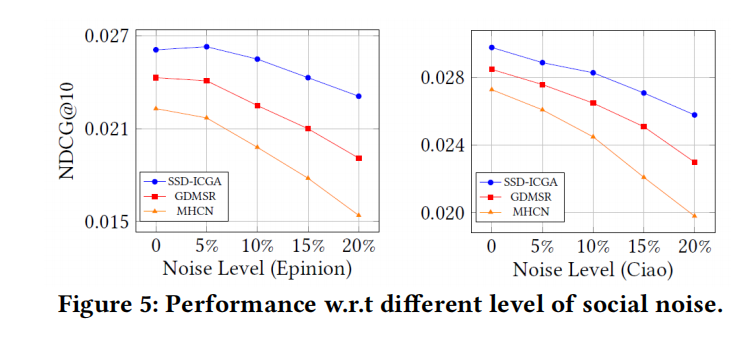 NDCG@10
0.027
0.021
0.015
SSD-ICGA
GDMSR
MHCN
0 5% 10% 15% 20%
Noise Level (Epinion)
0.028
0.024
0.020
SSD-ICGA
GDMSR
MHCN
0 5% 10% 15% 20%
Noise Level (Ciao)
Figure 5: Performance w.r.t different level of social noise.